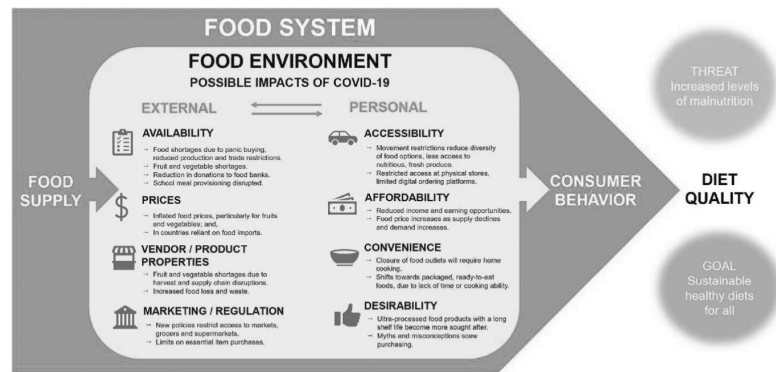 FOOD SYSTEM
FOOD ENVIRONMENT
POSSIBLE IMPACTS OF COVID-19
EXTERNAL
PERSONAL
FOOD
SUPPLY
AVAILABILITY
→ Food shortages due to panic buying,
reduced production and trade restrictions.
→ Fruit and vegetable shortages.
→ Reduction in donations to food banks.
→ School meal provisioning disrupted.
PRICES
→ Inflated food prices, particularly for fruits
and vegetables; and,
→ In countries reliant on food imports.
VENDOR / PRODUCT
PROPERTIES
→ Fruit and vegetable shortages due to
harvest and supply chain disruptions.
→ Increased food loss and waste.
MARKETING / REGULATION
→ New policies restrict access to markets,
grocers and supermarkets.
→ Limits on essential item purchases.
ACCESSIBILITY
→ Movement restrictions reduce diversity
of food options, less access to
nutritious, fresh produce.
→ Restricted access at physical stores,
limited digital ordering platforms.
AFFORDABILITY
→ Reduced income and earning opportunities.
→ Food price increases as supply declines
and demand increases.
CONVENIENCE
→ Closure of food outlets will require home
cooking.
→ Shifts towards packaged, ready-to-eat
foods, due to lack of time or cooking ability.
DESIRABILITY
→ Ultra-processed food products with a long
shelf life become more sought after.
→ Myths and misconceptions scew
purchasing.
CONSUMER
BEHAVIOR
THREAT
Increased levels
of malnutrition
DIET
QUALITY
GOAL
Sustainable
healthy diets
for all